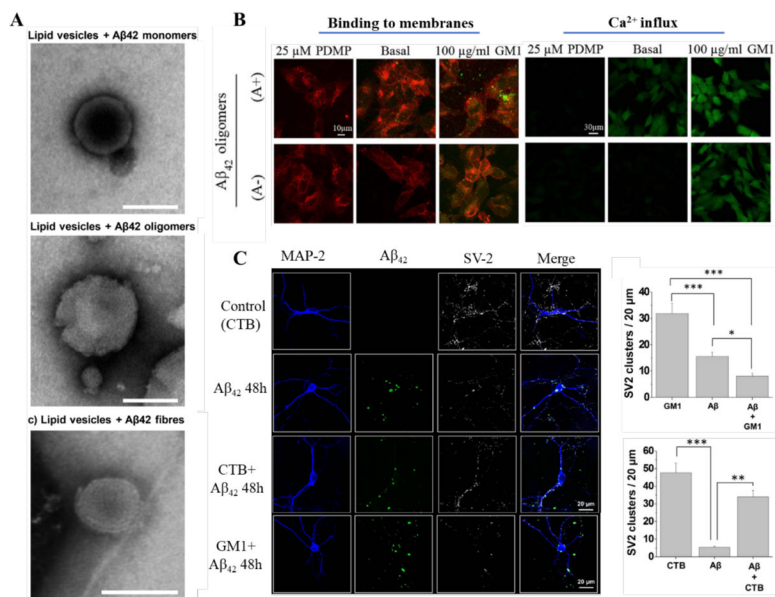 A
Lipid vesicles + Aβ42 monomers
Lipid vesicles + Aβ42 oligomers
c) Lipid vesicles + Aβ42 fibres
B
Binding to membranes
Ca²⁺ influx
25 µM PDMP Basal 100 µg/ml GM1
25 µM PDMP Basal 100 µg/ml GM1
Aβ₄₂ oligomers
(A+)
(A-)
10µm
30µm
C
MAP-2 Aβ₄₂ SV-2 Merge
Control
(CTB)
Aβ₄₂ 48h
CTB+
Aβ₄₂ 48h
20 µm
GM1+
Aβ₄₂ 48h
20 µm
SV2 clusters / 20 µm
40
30
20
10
0
***
***
*
GM1 Aβ Aβ
+
GM1
SV2 clusters / 20 µm
60
50
40
30
20
10
0
***
**
CTB Aβ Aβ
+
CTB